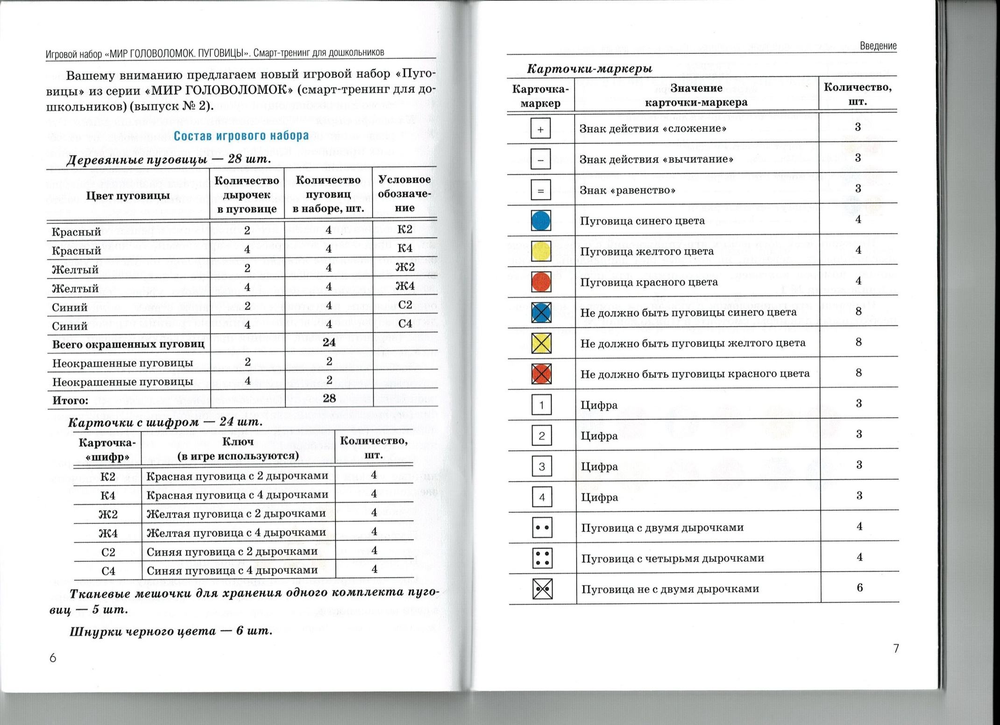 Игровой набор «МИР ГОЛОВОЛОМОК. ПУГОВИЦЫ». Смарт-тренинг для дошкольников
Вашему вниманию предлагаем новый игровой набор «Пуго-
вицы» из серии «МИР ГОЛОВОЛОМОК» (смарт-тренинг для до-
школьников) (выпуск № 2).
Состав игрового набора
Деревянные пуговицы — 28 шт.
Цвет пуговицы Количество дырочек в пуговице Количество пуговиц в наборе, шт. Условное обозначе-ние
Красный 2 4 К2
Красный 4 4 К4
Желтый 2 4 Ж2
Желтый 4 4 Ж4
Синий 2 4 С2
Синий 4 4 С4
Всего окрашенных пуговиц 24
Неокрашенные пуговицы 2 2
Неокрашенные пуговицы 4 2
Итого: 28
Карточки с шифром — 24 шт.
Карточка-«шифр» Ключ (в игре используются) Количество, шт.
К2 Красная пуговица с 2 дырочками 4
К4 Красная пуговица с 4 дырочками 4
Ж2 Желтая пуговица с 2 дырочками 4
Ж4 Желтая пуговица с 4 дырочками 4
С2 Синяя пуговица с 2 дырочками 4
С4 Синяя пуговица с 4 дырочками 4
Тканевые мешочки для хранения одного комплекта пуго-
виц — 5 шт.
Шнурки черного цвета — 6 шт.
6
Введение
Карточки-маркеры
Карточка-маркер Значение карточки-маркера Количество, шт.
+ Знак действия «сложение» 3
− Знак действия «вычитание» 3
= Знак «равенство» 3
Пуговица синего цвета 4
Пуговица желтого цвета 4
Пуговица красного цвета 4
Не должно быть пуговицы синего цвета 8
Не должно быть пуговицы желтого цвета 8
Не должно быть пуговицы красного цвета 8
1 Цифра 3
2 Цифра 3
3 Цифра 3
4 Цифра 3
Пуговица с двумя дырочками 4
Пуговица с четырьмя дырочками 4
Пуговица не с двумя дырочками 6
7